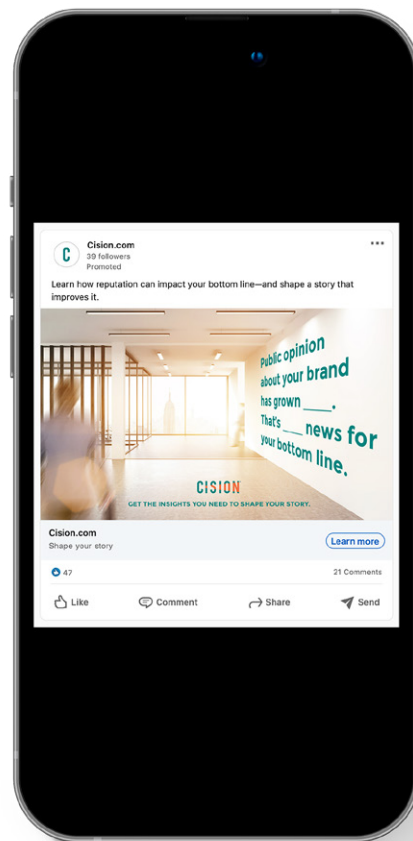 C
Cision.com
39 followers
Promoted
Learn how reputation can impact your bottom line—and shape a story that
improves it.
Public opinion
about your brand
has grown ____.
That's ___ news for
your bottom line.
CISION
GET THE INSIGHTS YOU NEED TO SHAPE YOUR STORY.
Cision.com
Shape your story
Learn more
47
21 Comments
Like
Comment
Share
Send